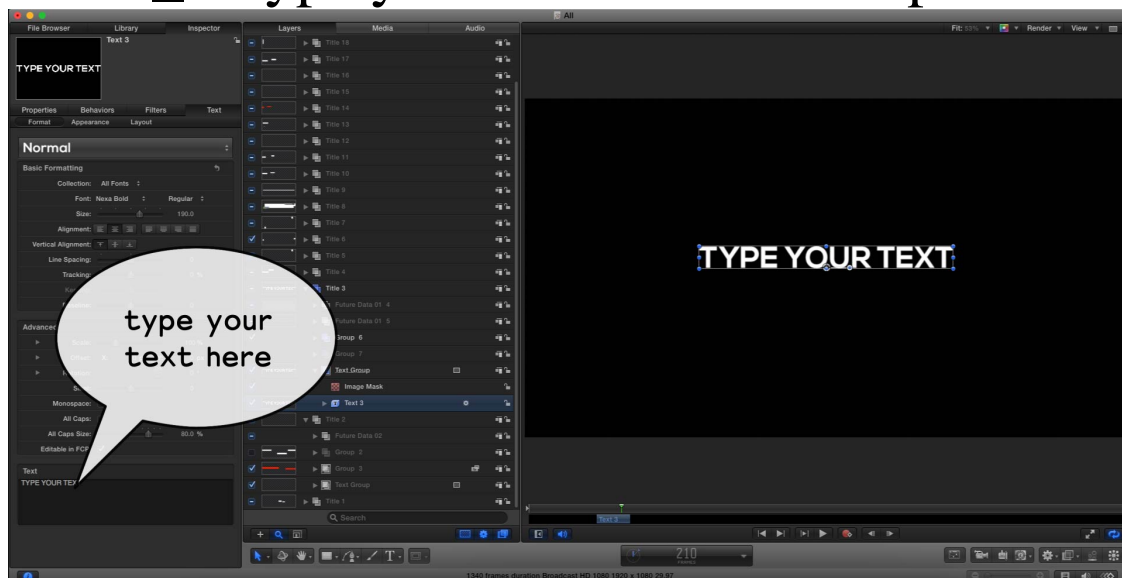 All
File Browser Library Inspector
Layers Media Audio
Fit: 53% Render View
Text 3
TYPE YOUR TEXT
Properties Behaviors Filters Text
Format Appearance Layout
Normal
Basic Formatting
Collection: All Fonts
Font: Nexa Bold Regular
Size: 190.0
Alignment:
Vertical Alignment:
Line Spacing:
Tracking:
Monospace:
All Caps:
All Caps Size: 80.0 %
Editable in FCP
Text
TYPE YOUR TEX
type your
text here
Title 18
Title 17
Title 16
Title 15
Title 14
Title 13
Title 12
Title 11
Title 10
Title 9
Title 8
Title 7
Title 6
Title 5
Title 4
Title 3
Future Data 01 4
Future Data 01 5
Group 6
Group 7
Text Group
Image Mask
Text 3
Title 2
Future Data 02
Group 2
Group 3
Text Group
Title 1
Search
TYPE YOUR TEXT
Text 3
210
FRAMES
1340 frames duration Broadcast HD 1080 1920 x 1080 29.97